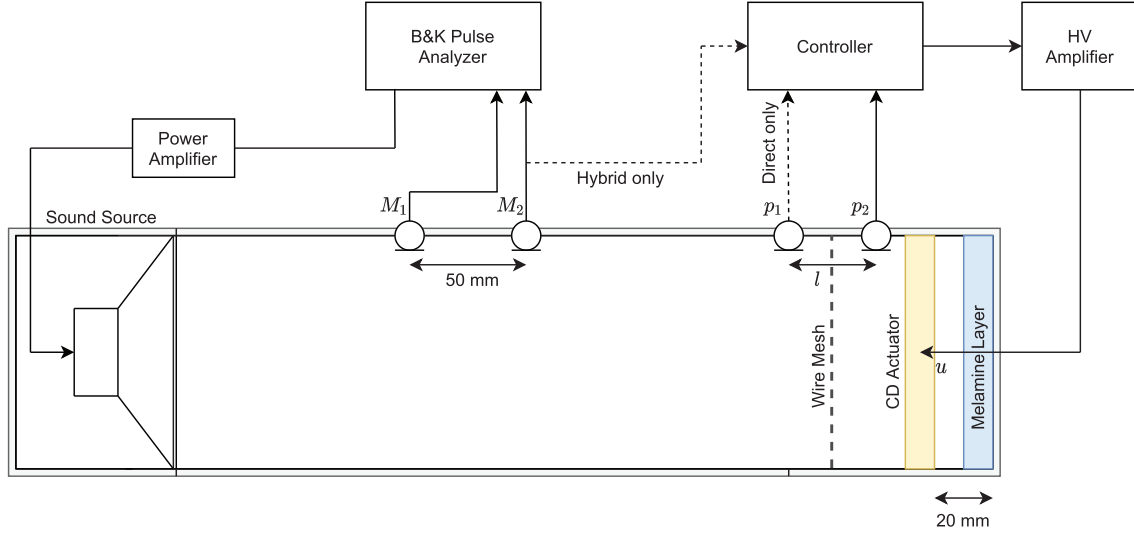 B&K Pulse
Analyzer
Controller
HV
Amplifier
Power
Amplifier
Direct only
Hybrid only
Sound Source
M₁
M₂
p₁
p₂
50 mm
l
Wire Mesh
CD Actuator
u
Melamine Layer
20 mm